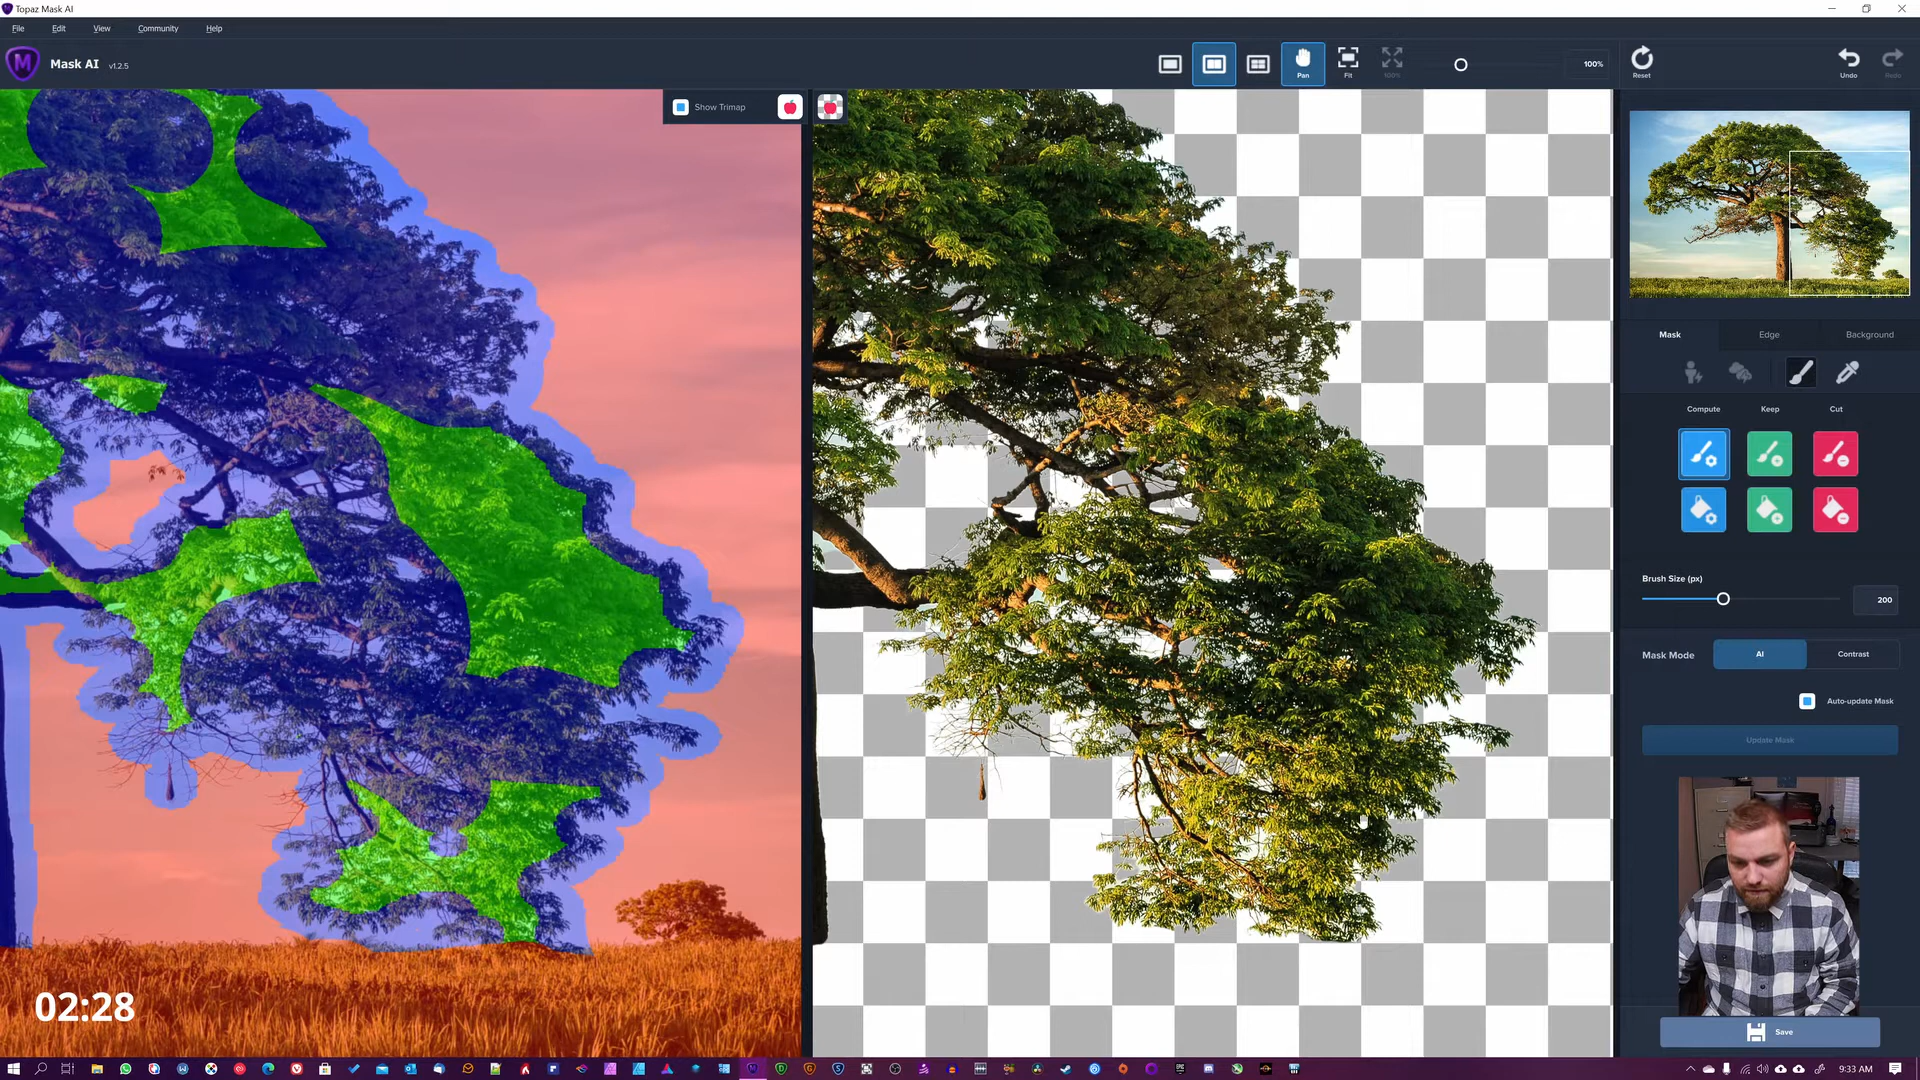 Topaz Mask AI
File Edit View Community Help
Mask AI v1.2.5
Pan
Fit
100%
100%
Reset
Undo
Redo
Show Trimap
Mask Edge Background
Compute Keep Cut
Brush Size (px)
200
Mask Mode AI Contrast
Auto-update Mask
Update Mask
02:28
Save
9:33 AM